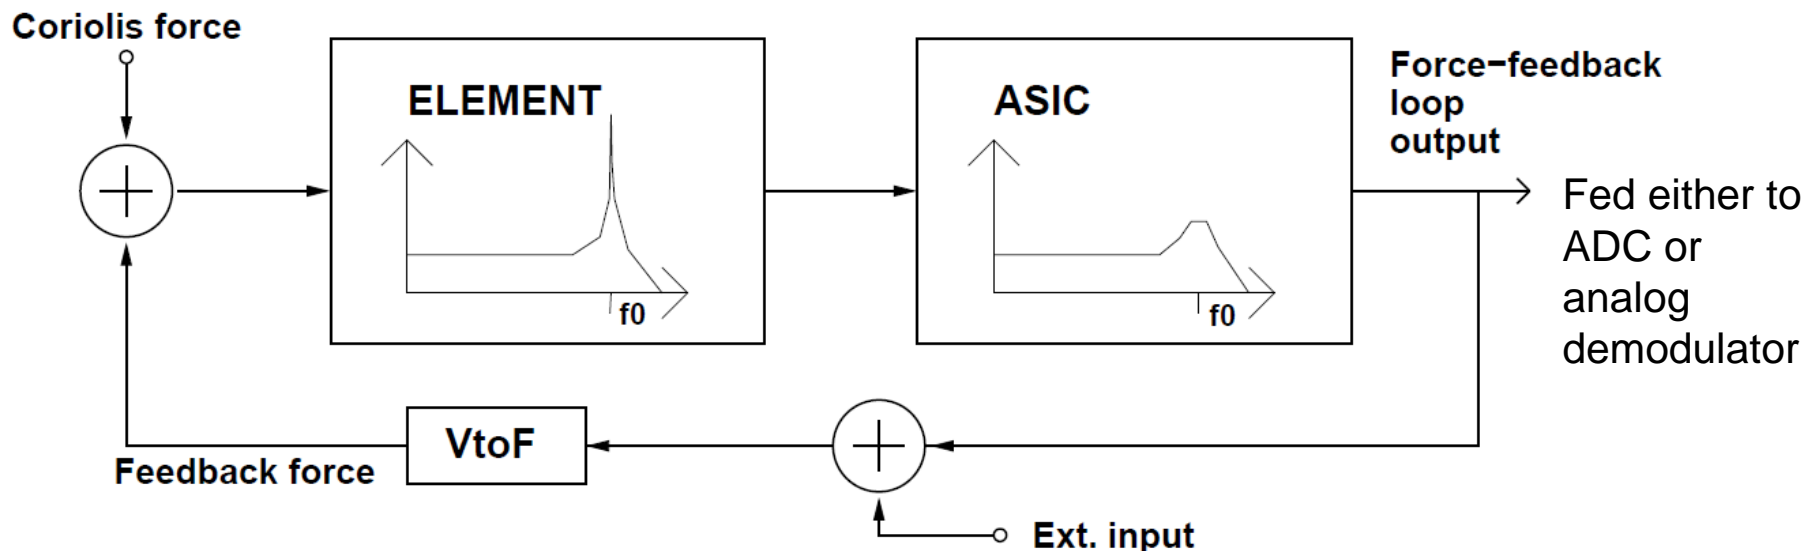 Coriolis force
ELEMENT
f0
ASIC
f0
Force-feedback
loop
output
Fed either to
ADC or
analog
demodulator
VtoF
Feedback force
Ext. input